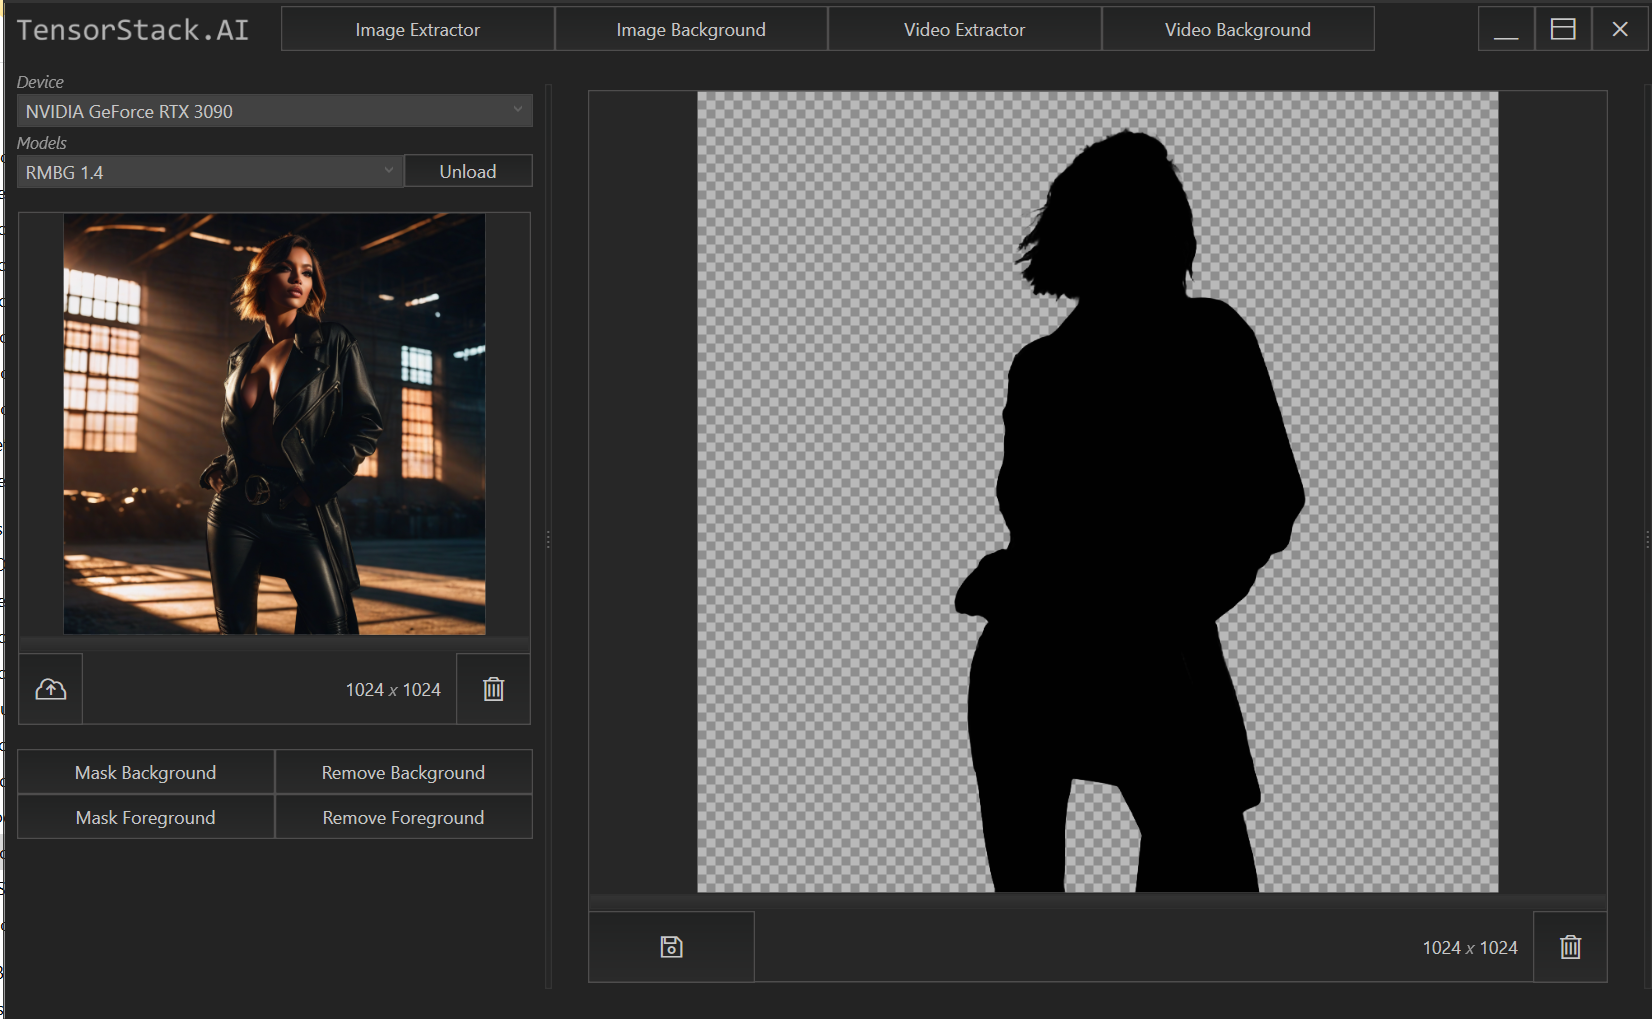 TensorStack.AI
Image Extractor
Image Background
Video Extractor
Video Background
Device
NVIDIA GeForce RTX 3090
Models
RMBG 1.4
Unload
1024 x 1024
Mask Background
Remove Background
Mask Foreground
Remove Foreground
1024 x 1024